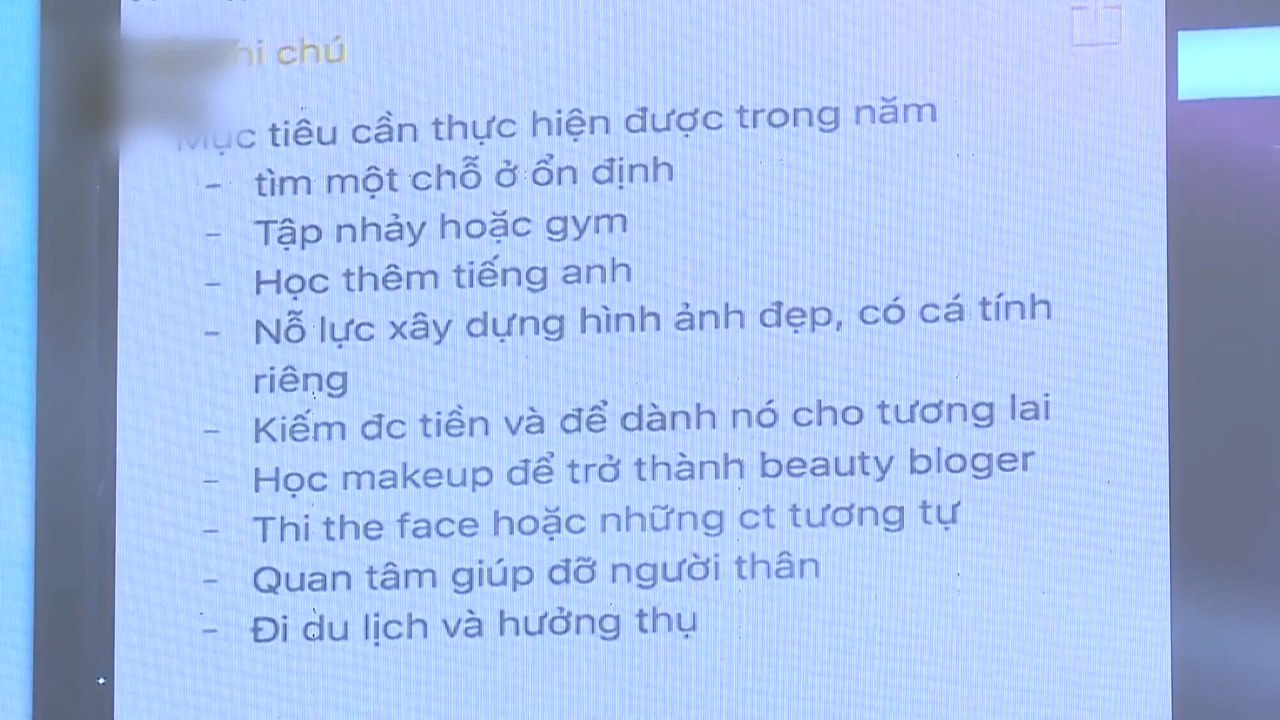 chú
Mục tiêu cần thực hiện được trong năm
- tìm một chỗ ở ổn định
- Tập nhảy hoặc gym
- Học thêm tiếng anh
- Nỗ lực xây dựng hình ảnh đẹp, có cá tính
riêng
- Kiếm đc tiền và để dành nó cho tương lai
- Học makeup để trở thành beauty bloger
- Thi the face hoặc những ct tương tự
- Quan tâm giúp đỡ người thân
- Đi du lịch và hưởng thụ